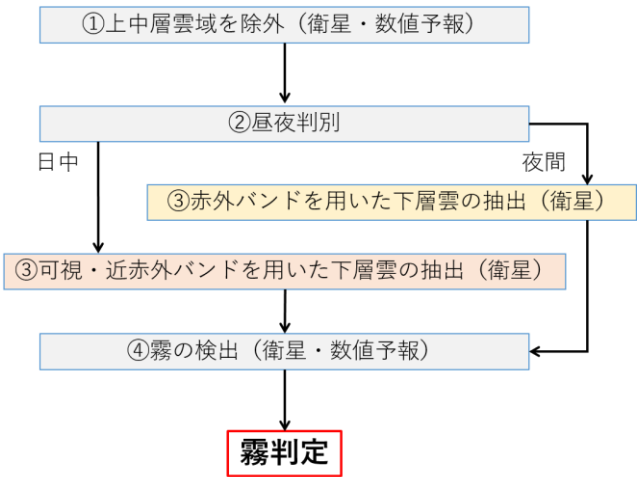 ①上中層雲域を除外（衛星・数値予報）
②昼夜判別
日中
夜間
③赤外バンドを用いた下層雲の抽出（衛星）
③可視・近赤外バンドを用いた下層雲の抽出（衛星）
④霧の検出（衛星・数値予報）
霧判定